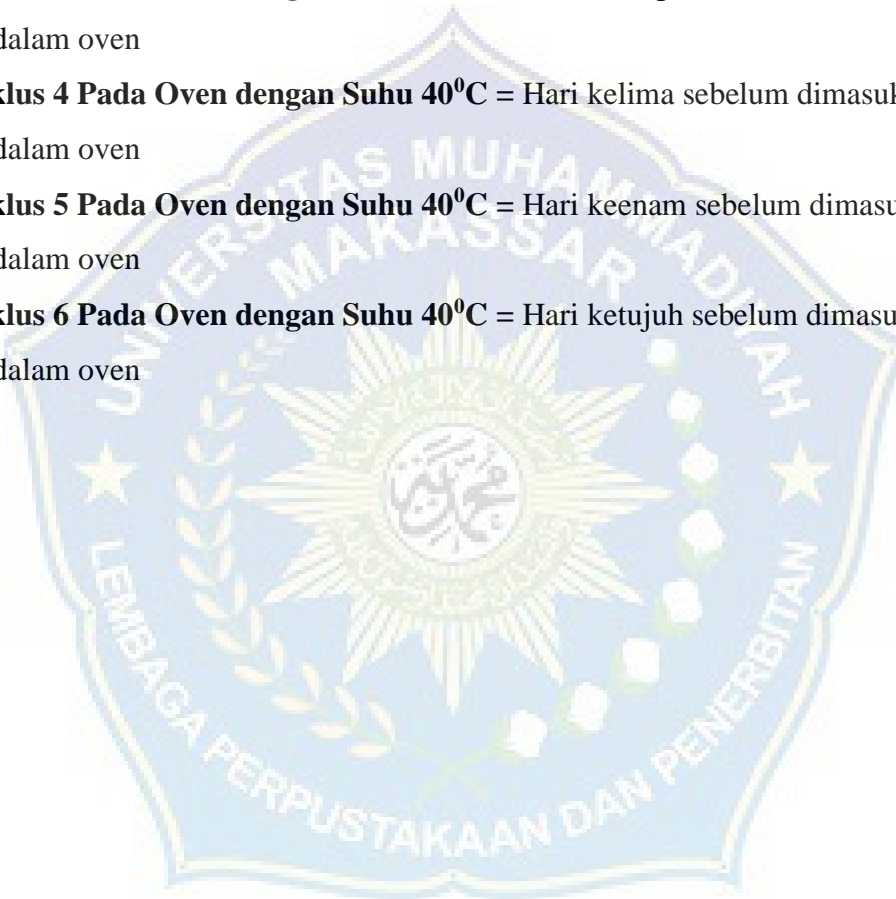 dalam oven
klus 4 Pada Oven dengan Suhu 40⁰C = Hari kelima sebelum dimasuk
dalam oven
klus 5 Pada Oven dengan Suhu 40⁰C = Hari keenam sebelum dimasu
dalam oven
klus 6 Pada Oven dengan Suhu 40⁰C = Hari ketujuh sebelum dimasu
dalam oven
UNIVERSITAS MUHAMMADIYAH
MAKASSAR
LEMBAGA PERPUSTAKAAN DAN PENERBITAN